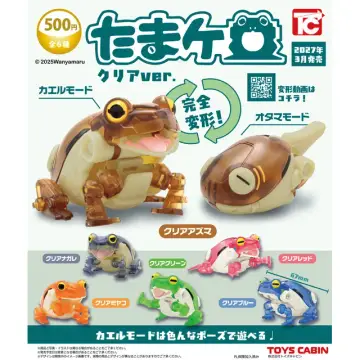 500円
全6種
たまケロ
クリアver.
TC
2027年
3月発売
© 2025Wanyamaru
カエルモード
完全
変形!
変形動画は
コチラ!
オタマモード
クリアアズマ
クリアナガレ
クリアグリーン
クリアレッド
クリアモヤコ
クリアブルー
67mm
カエルモードは色んなポーズで遊べる♩
TOYS CABIN